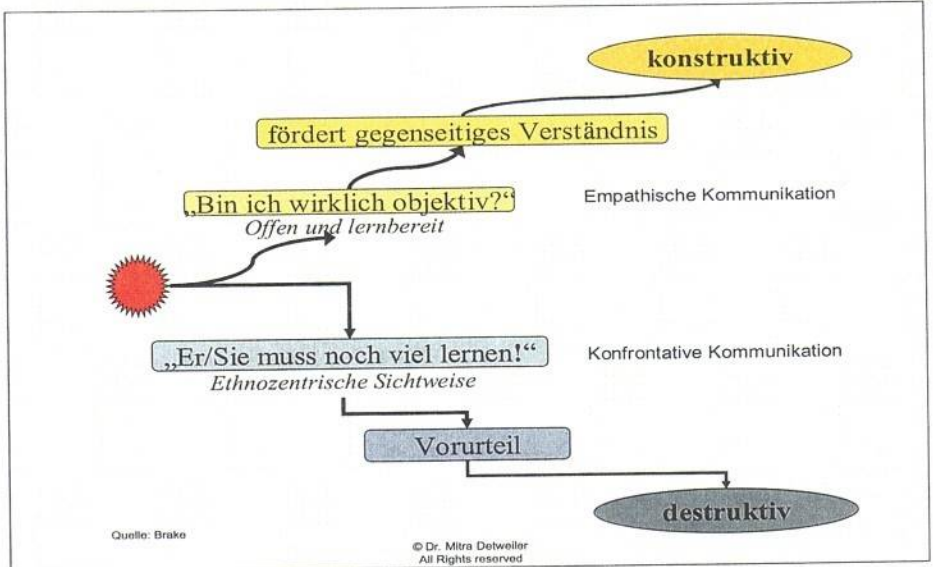 konstruktiv
fördert gegenseitiges Verständnis
„Bin ich wirklich objektiv?“
Offen und lernbereit
Empathische Kommunikation
„Er/Sie muss noch viel lernen!“
Ethnozentrische Sichtweise
Konfrontative Kommunikation
Vorurteil
destruktiv
Quelle: Brake
© Dr. Mitra Detweiler
All Rights reserved